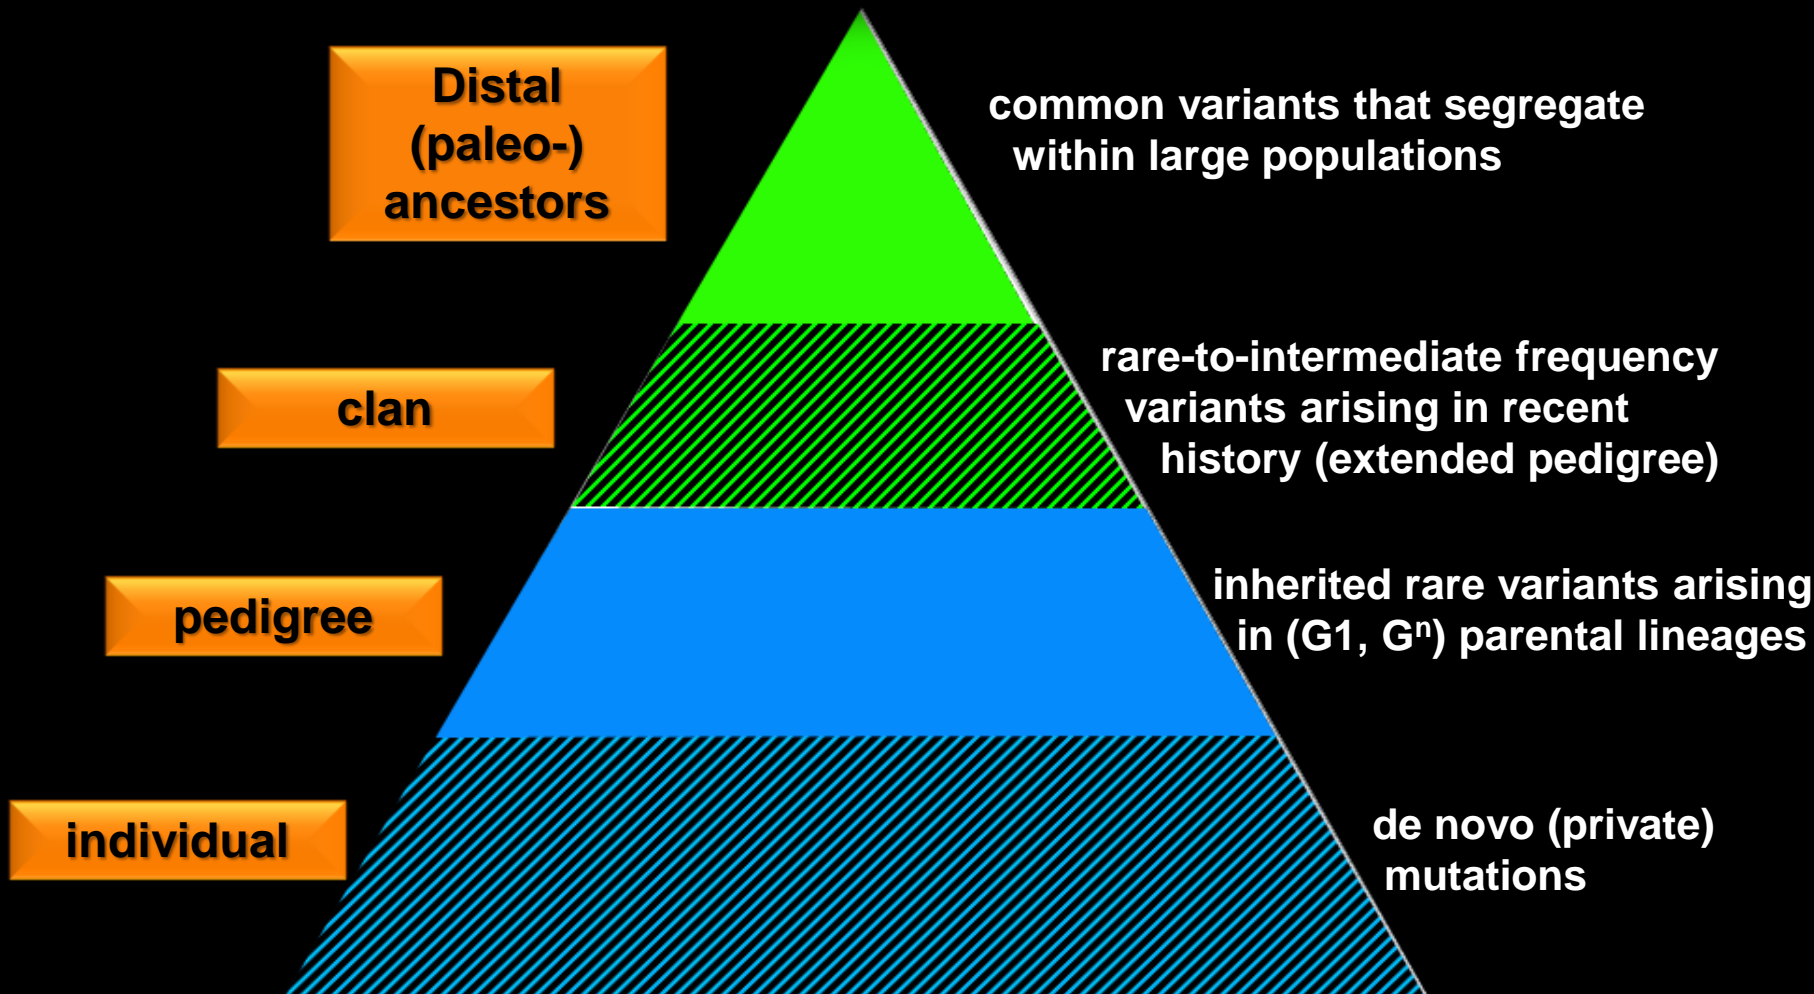 Distal
(paleo-)
ancestors
common variants that segregate
within large populations
clan
rare-to-intermediate frequency
variants arising in recent
history (extended pedigree)
pedigree
inherited rare variants arising
in (G1, Gⁿ) parental lineages
individual
de novo (private)
mutations